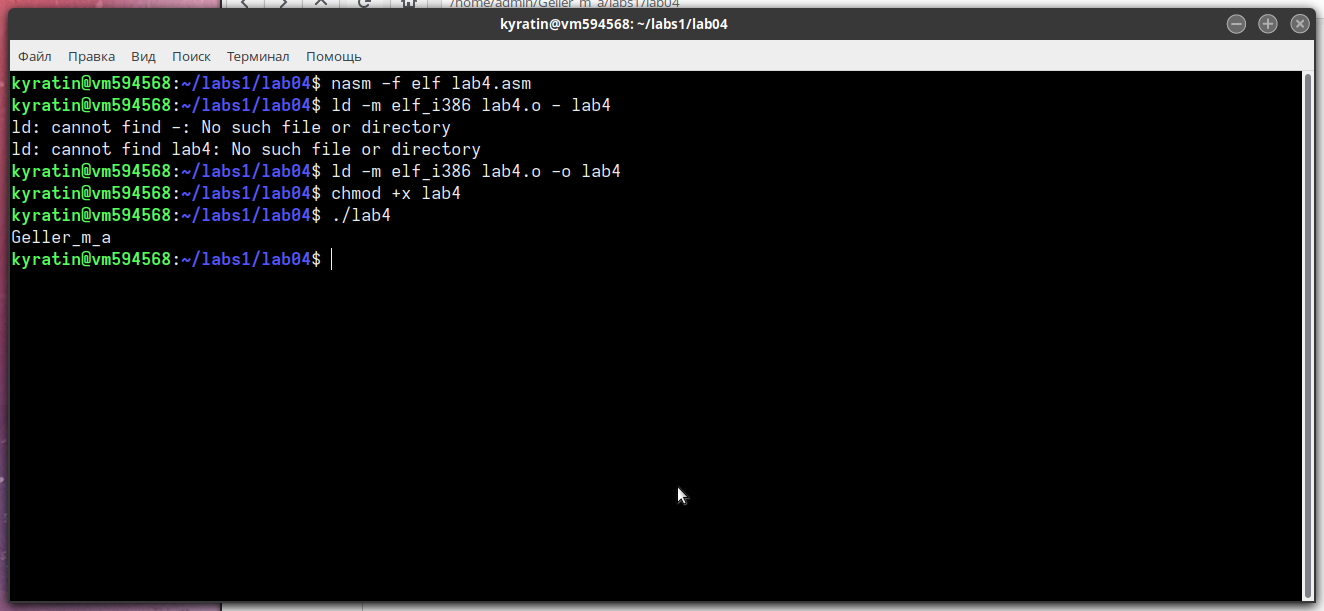 /home/admin/Geller_m_a/labs1/lab04
kyratin@vm594568: ~/labs1/lab04
Файл Правка Вид Поиск Терминал Помощь
kyratin@vm594568:~/labs1/lab04$ nasm -f elf lab4.asm
kyratin@vm594568:~/labs1/lab04$ ld -m elf_i386 lab4.o - lab4
ld: cannot find -: No such file or directory
ld: cannot find lab4: No such file or directory
kyratin@vm594568:~/labs1/lab04$ ld -m elf_i386 lab4.o -o lab4
kyratin@vm594568:~/labs1/lab04$ chmod +x lab4
kyratin@vm594568:~/labs1/lab04$ ./lab4
Geller_m_a
kyratin@vm594568:~/labs1/lab04$